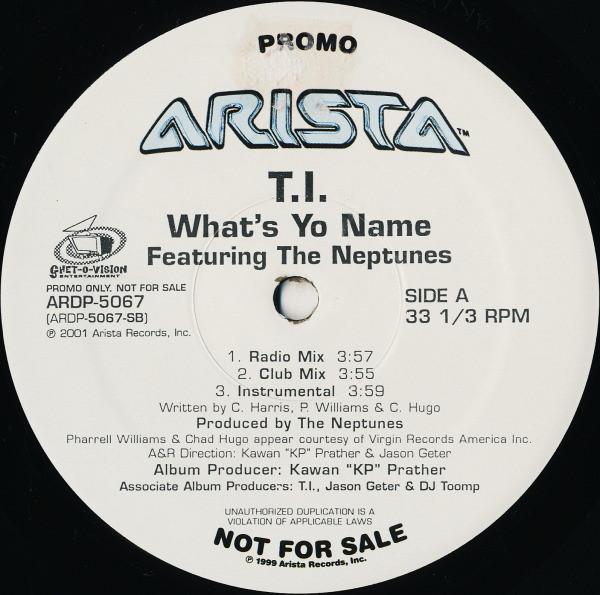 PROMO
ARISTA™
T.I.
What's Yo Name
Featuring The Neptunes
GHET-O-VISION
ENTERTAINMENT
PROMO ONLY. NOT FOR SALE
ARDP-5067
(ARDP-5067-SB)
℗ 2001 Arista Records, Inc.
SIDE A
33 1/3 RPM
1. Radio Mix 3:57
2. Club Mix 3:55
3. Instrumental 3:59
Written by C. Harris, P. Williams & C. Hugo
Produced by The Neptunes
Pharrell Williams & Chad Hugo appear courtesy of Virgin Records America Inc.
A&R Direction: Kawan "KP" Prather & Jason Geter
Album Producer: Kawan "KP" Prather
Associate Album Producers: T.I., Jason Geter & DJ Toomp
UNAUTHORIZED DUPLICATION IS A
VIOLATION OF APPLICABLE LAWS
NOT FOR SALE
℗ 1999 Arista Records, Inc.